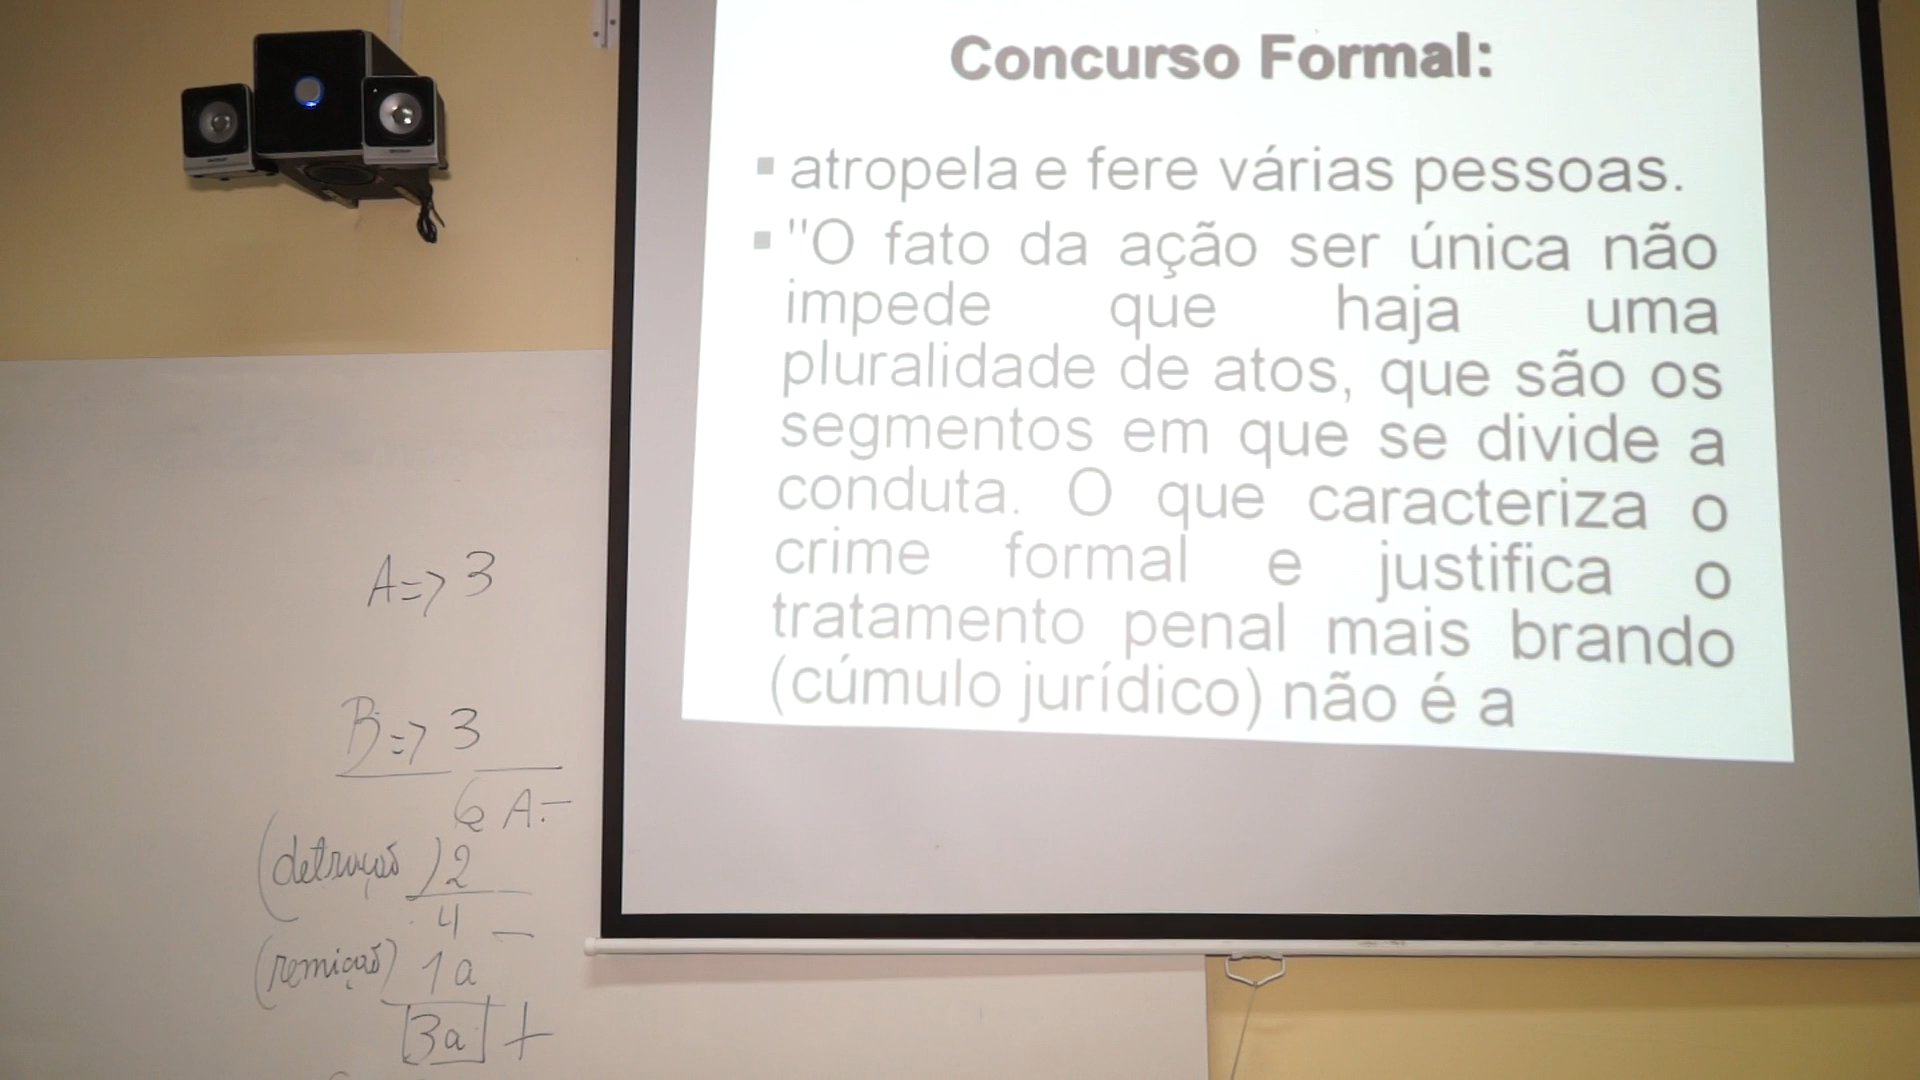 Concurso Formal:
▪ atropela e fere várias pessoas.
▪ "O fato da ação ser única não
impede que haja uma
pluralidade de atos, que são os
segmentos em que se divide a
conduta. O que caracteriza o
crime formal e justifica o
tratamento penal mais brando
(cúmulo jurídico) não é a
A => 3
B => 3
6 A.-
(detração) 2
4 -
(remição) 1 a
3a +